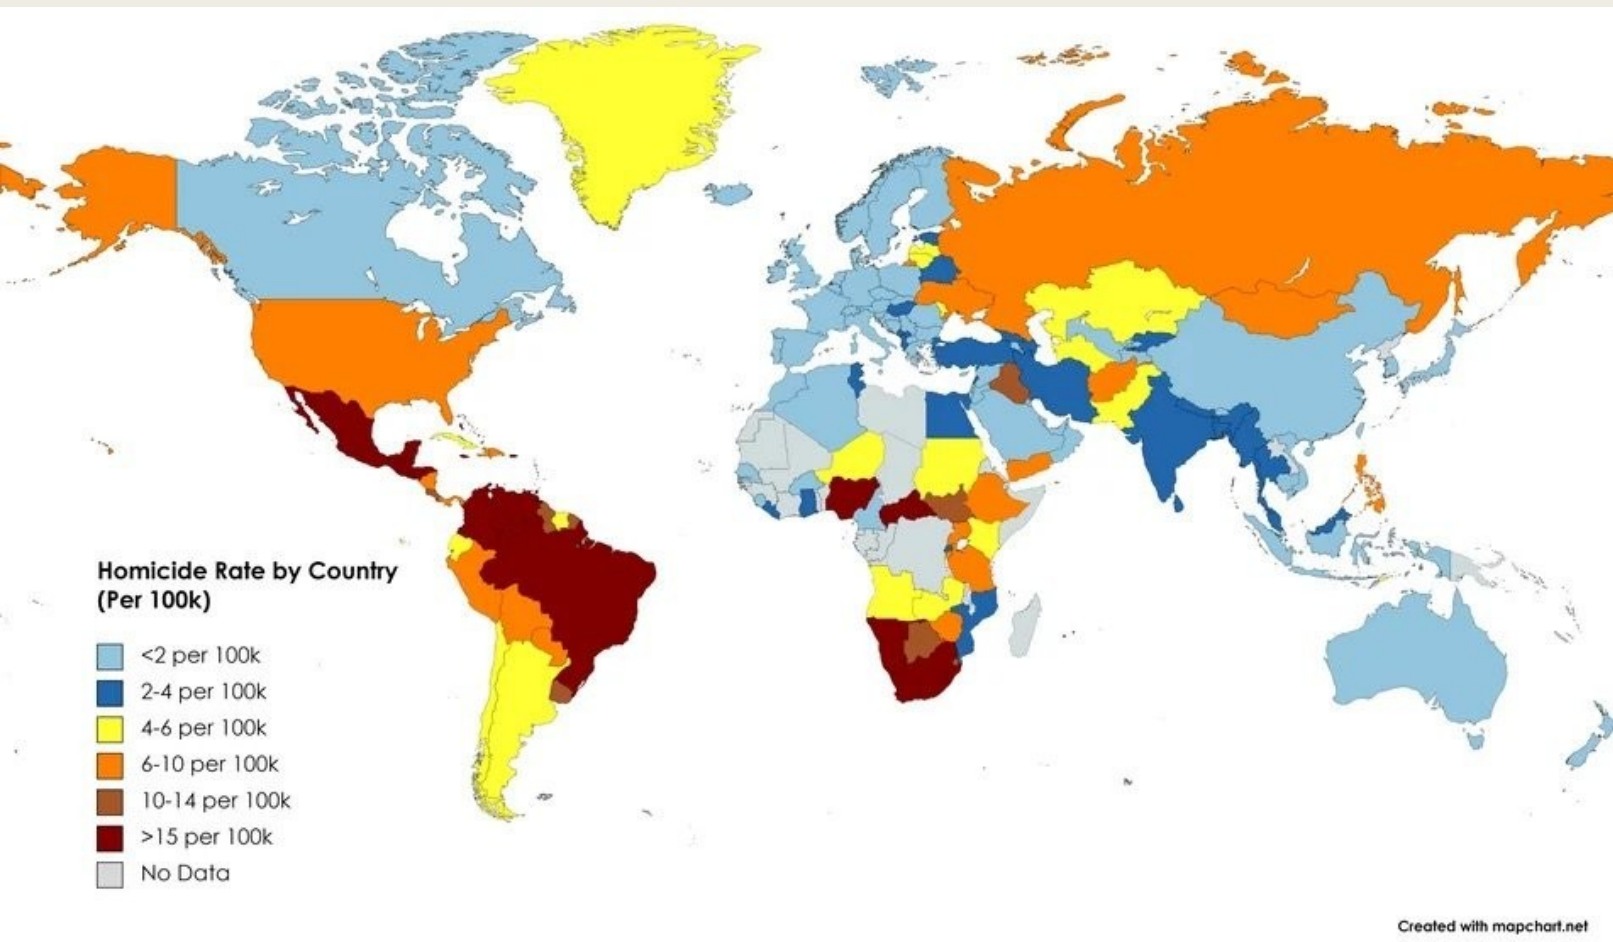 Homicide Rate by Country
(Per 100k)
<2 per 100k
2-4 per 100k
4-6 per 100k
6-10 per 100k
10-14 per 100k
>15 per 100k
No Data
Created with mapchart.net